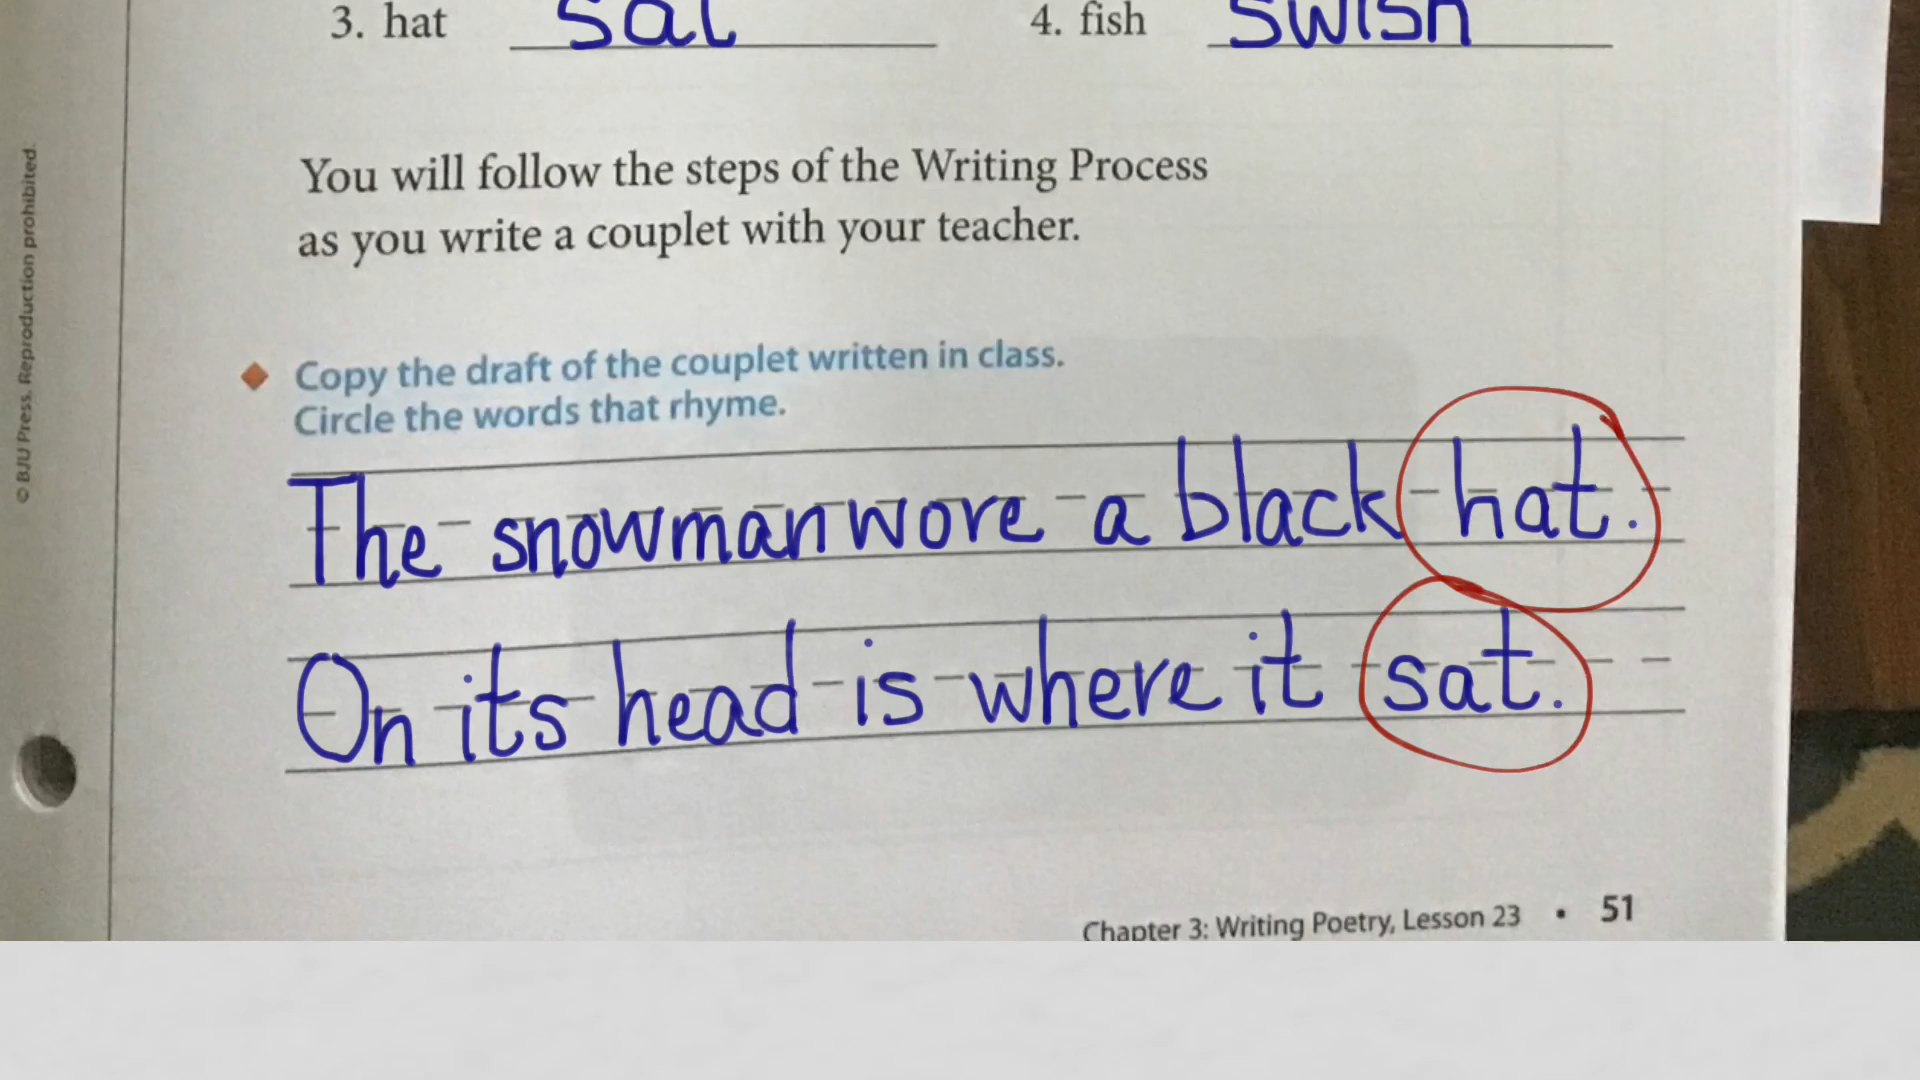 3. hat sat 4. fish swish
You will follow the steps of the Writing Process
as you write a couplet with your teacher.
Copy the draft of the couplet written in class.
Circle the words that rhyme.
The snowman wore a black hat.
On its head is where it sat.
Chapter 3: Writing Poetry, Lesson 23 • 51
© BJU Press. Reproduction prohibited.